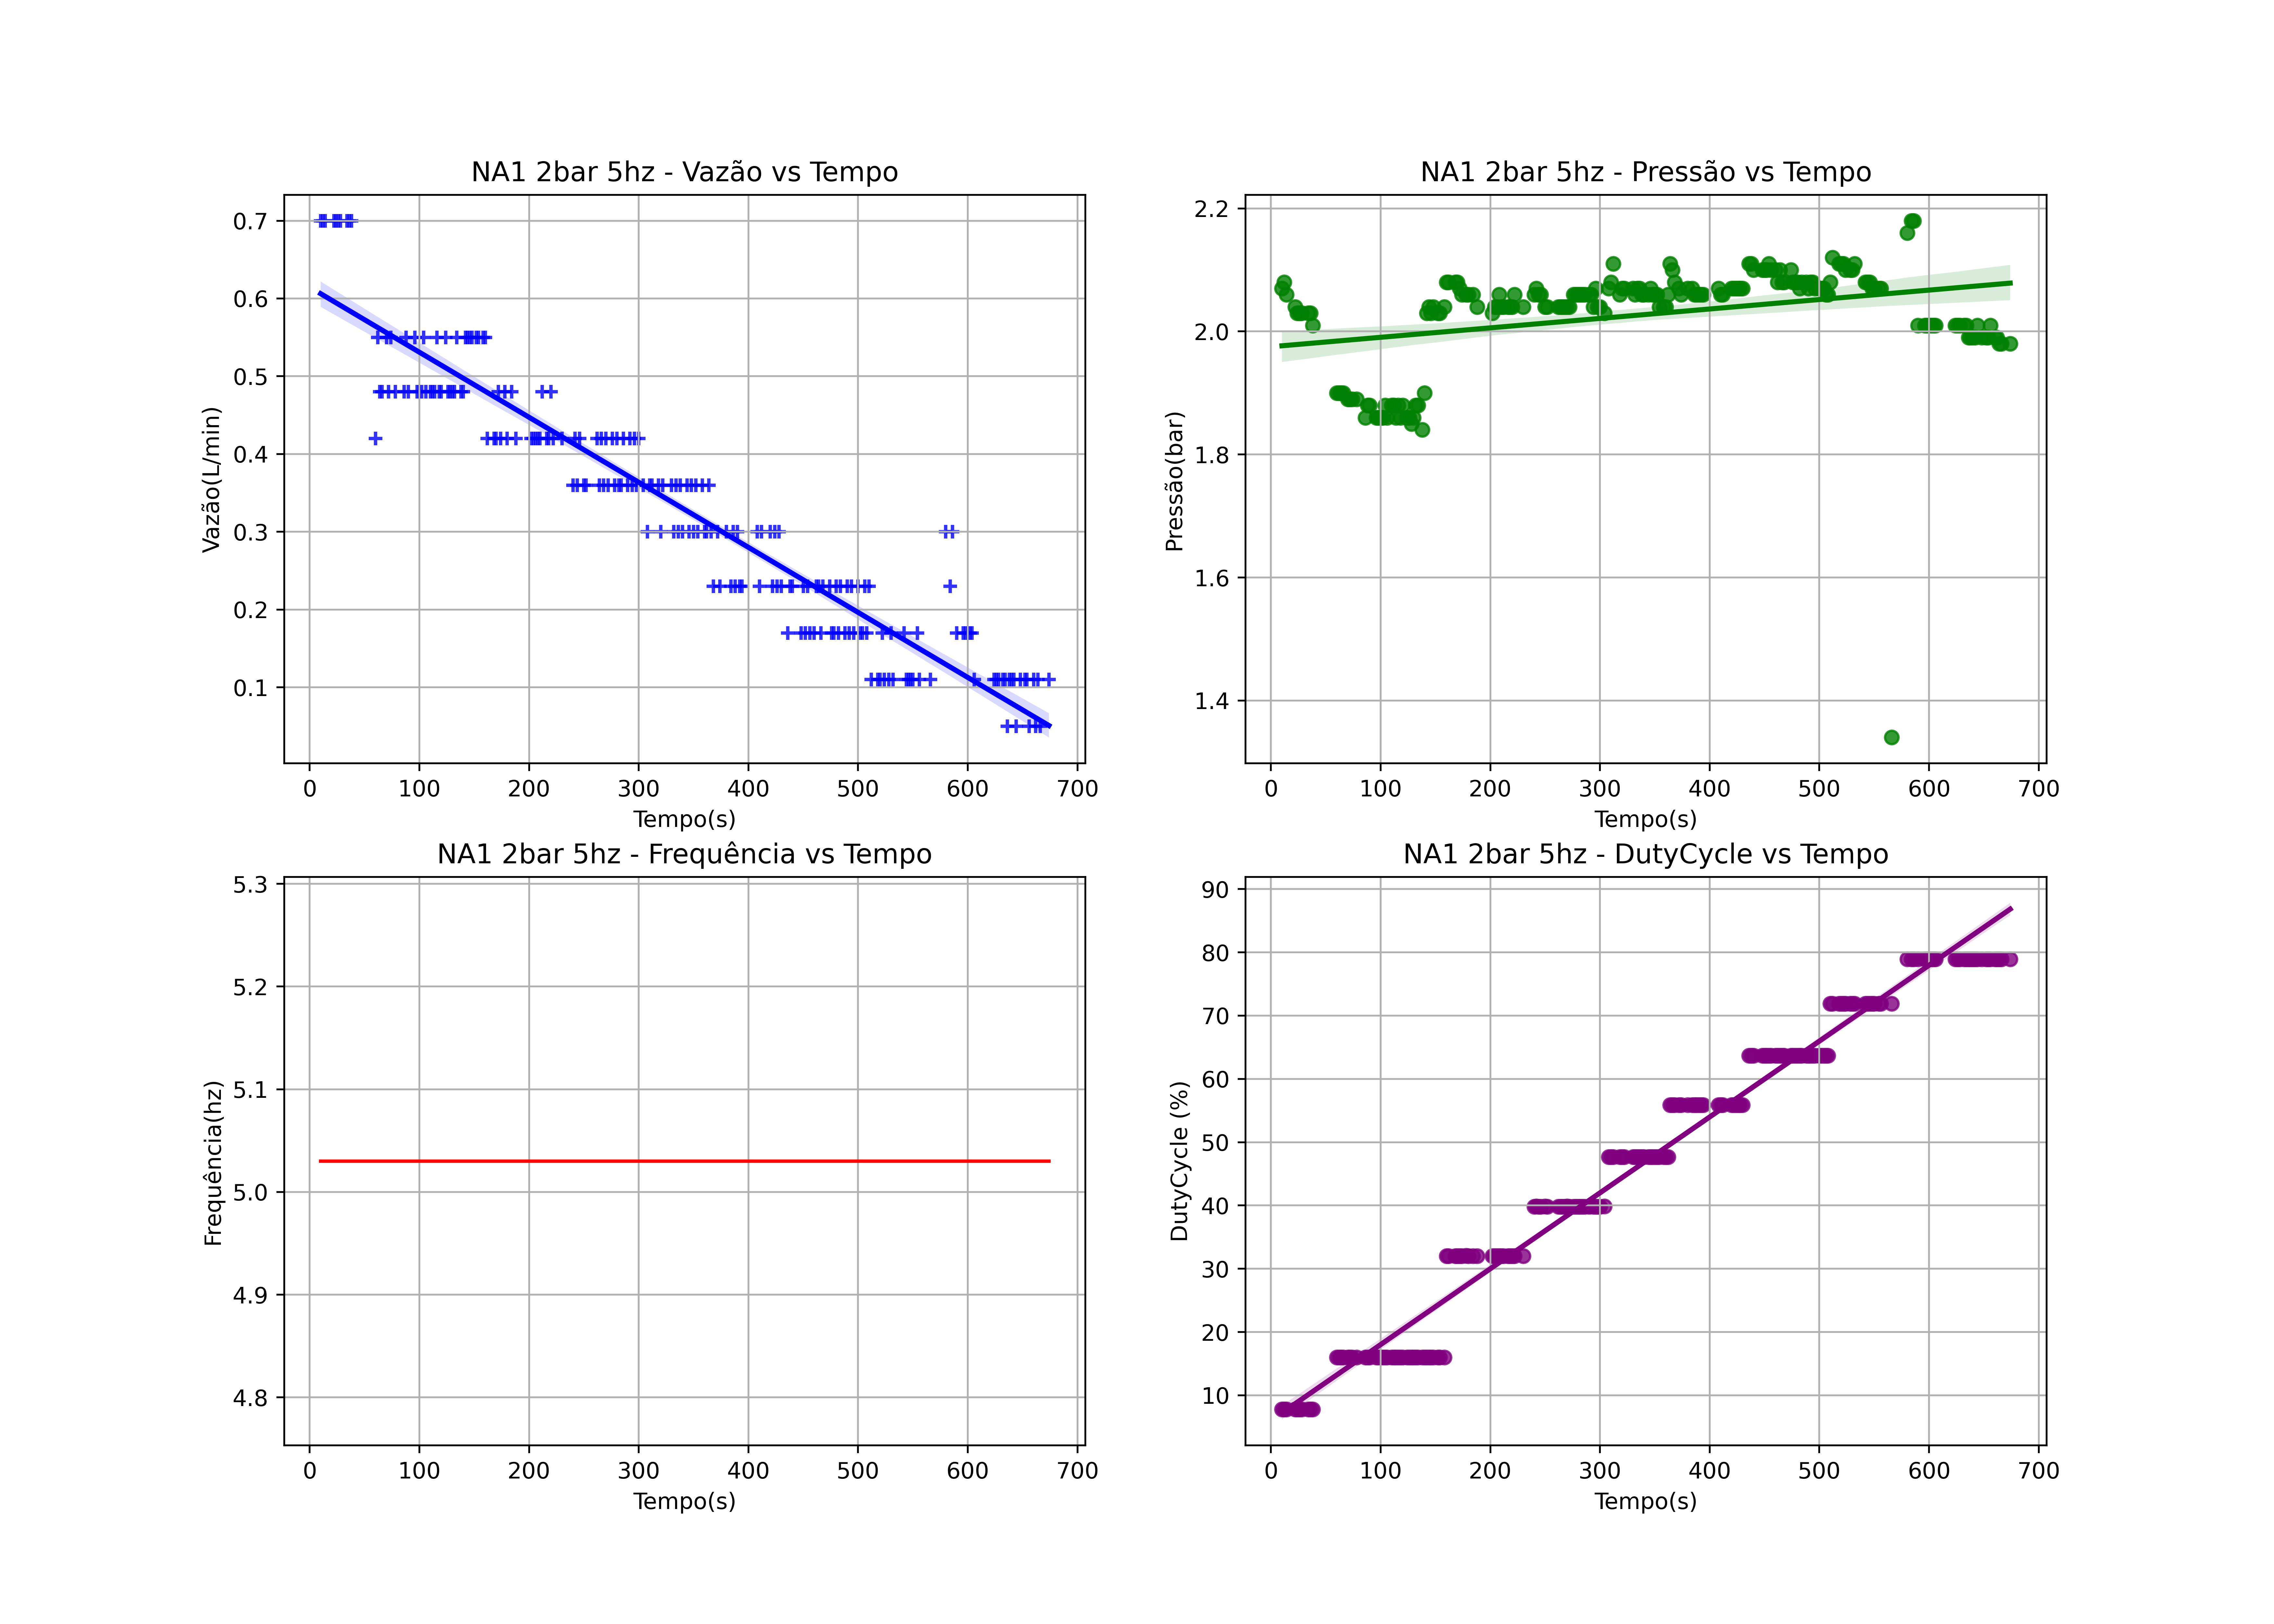 NA1 2bar 5hz - Vazão vs Tempo
0.7
0.6
0.5
0.4
0.3
0.2
0.1
Vazão(L/min)
0 100 200 300 400 500 600 700
Tempo(s)
NA1 2bar 5hz - Pressão vs Tempo
2.2
2.0
1.8
1.6
1.4
Pressão(bar)
0 100 200 300 400 500 600 700
Tempo(s)
NA1 2bar 5hz - Frequência vs Tempo
5.3
5.2
5.1
5.0
4.9
4.8
Frequência(hz)
0 100 200 300 400 500 600 700
Tempo(s)
NA1 2bar 5hz - DutyCycle vs Tempo
90
80
70
60
50
40
30
20
10
DutyCycle (%)
0 100 200 300 400 500 600 700
Tempo(s)